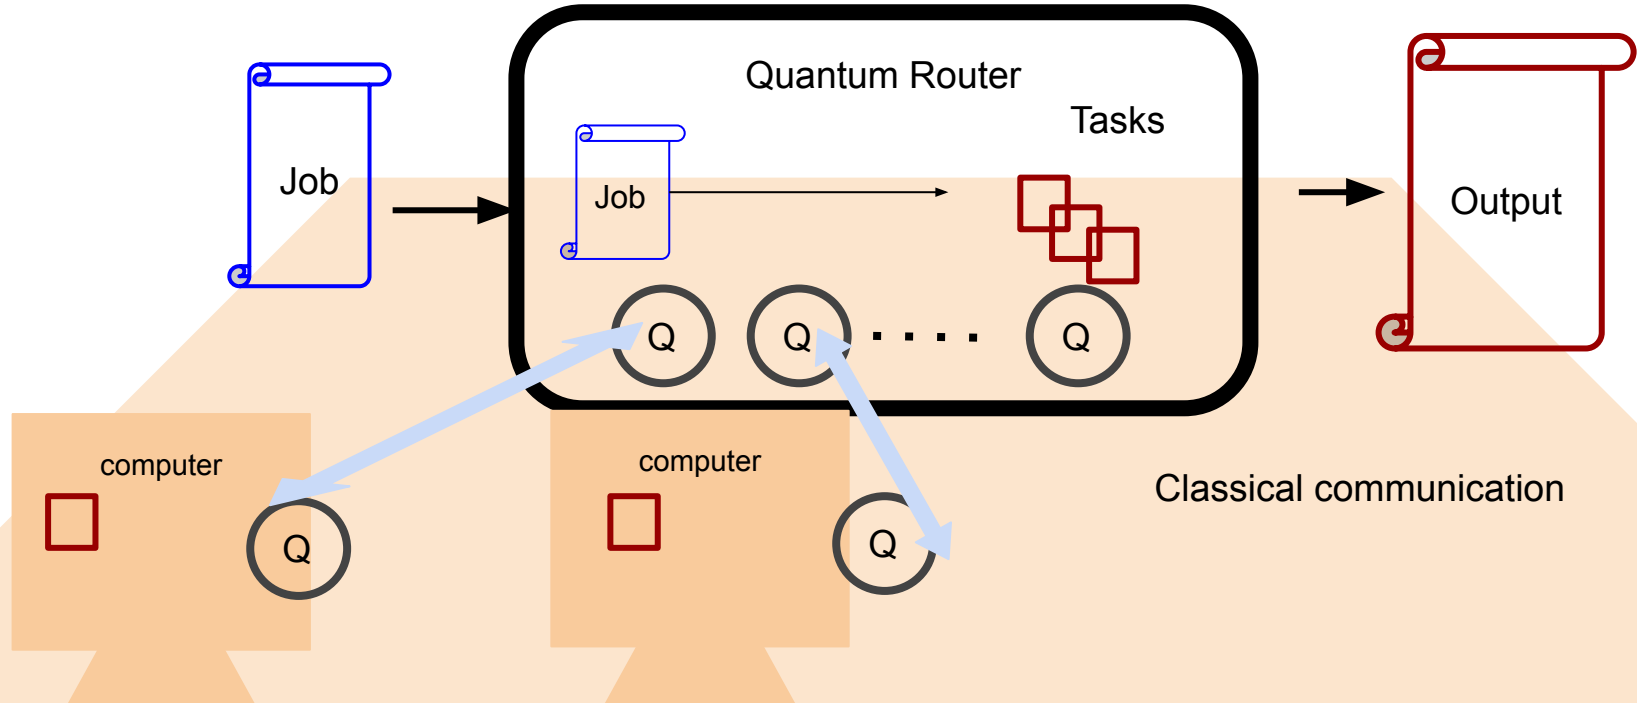 Quantum Router
Tasks
Job
Job
Output
Q
Q
Q
computer
computer
Classical communication
Q
Q